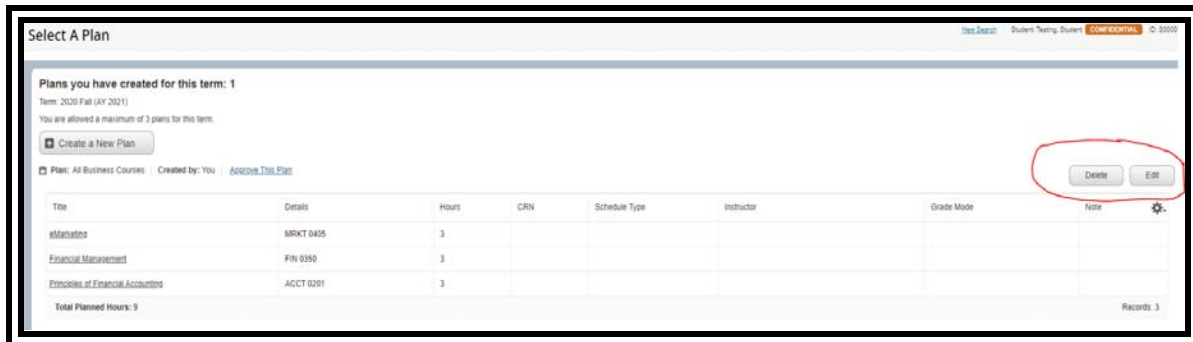 Select A Plan
New Search Student Testing, Student CONFIDENTIAL ID: S0000
Plans you have created for this term: 1
Term: 2020 Fall (AY 2021)
You are allowed a maximum of 3 plans for this term.
Create a New Plan
Plan: All Business Courses Created by: You Approve This Plan
Delete Edit
Title Details Hours CRN Schedule Type Instructor Grade Mode Note
eMarketing MRKT 0405 3
Financial Management FIN 0350 3
Principles of Financial Accounting ACCT 0201 3
Total Planned Hours: 9 Records: 3